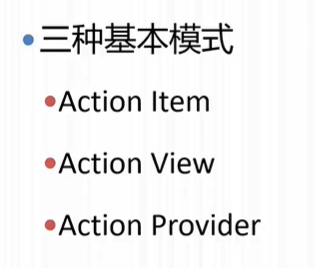 •三种基本模式
•Action Item
•Action View
•Action Provider